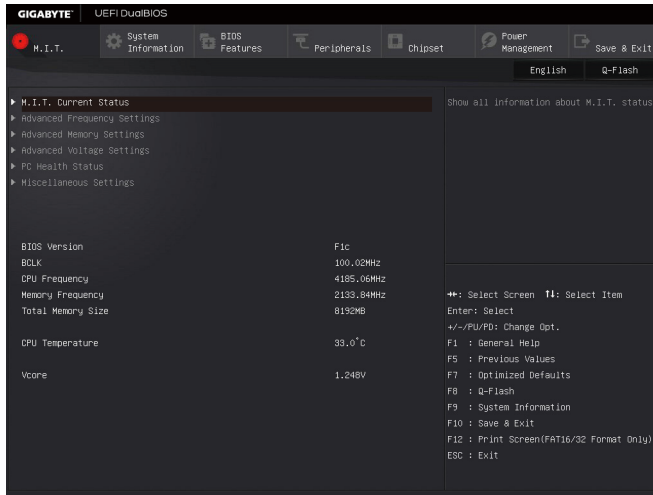 GIGABYTE™ UEFI DualBIOS
M.I.T.
System
Information
BIOS
Features
Peripherals
Chipset
Power
Management
Save & Exit
English
Q-Flash
M.I.T. Current Status
Advanced Frequency Settings
Advanced Memory Settings
Advanced Voltage Settings
PC Health Status
Miscellaneous Settings
Show all information about M.I.T. status
BIOS Version F1c
BCLK 100.02MHz
CPU Frequency 4185.06MHz
Memory Frequency 2133.84MHz
Total Memory Size 8192MB
CPU Temperature 33.0°C
Vcore 1.248V
→←: Select Screen ↑↓: Select Item
Enter: Select
+/-/PU/PD: Change Opt.
F1 : General Help
F5 : Previous Values
F7 : Optimized Defaults
F8 : Q-Flash
F9 : System Information
F10 : Save & Exit
F12 : Print Screen(FAT16/32 Format Only)
ESC : Exit